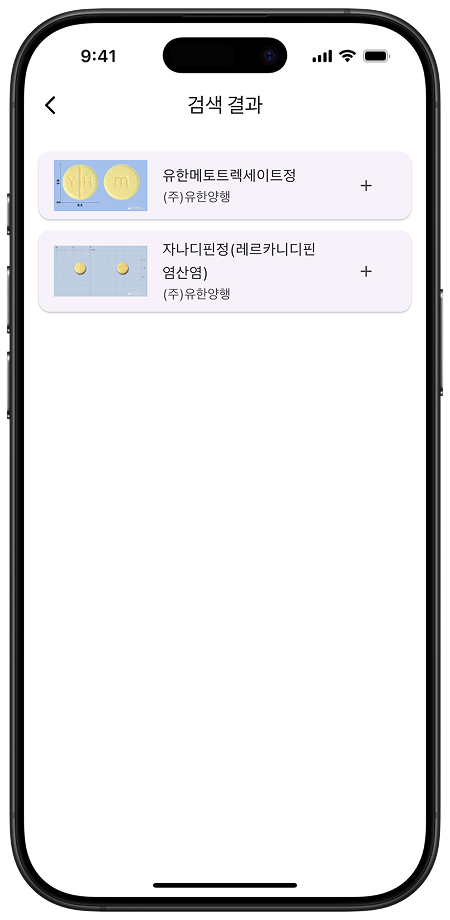 9:41
검색 결과
YH
m
유한메토트렉세이트정
(주)유한양행
+
자나디핀정(레르카니디핀
염산염)
(주)유한양행
+